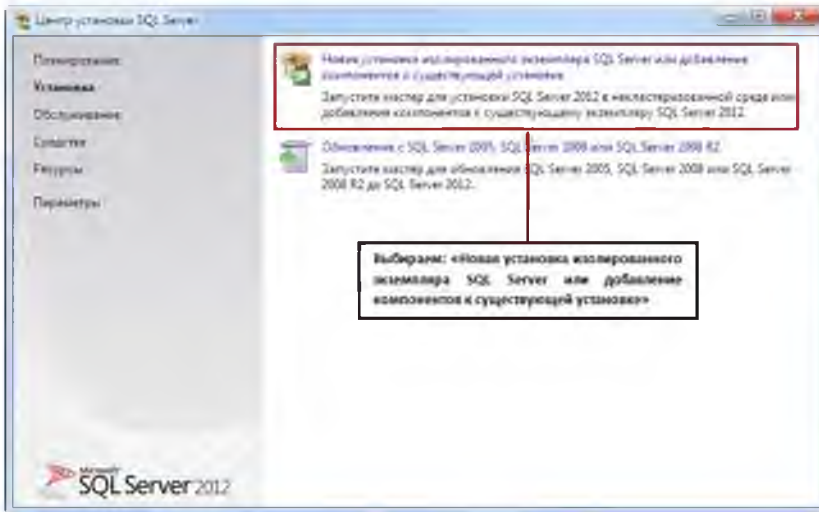 Центр установки SQL Server
Планирование
Установка
Обслуживание
Средства
Ресурсы
Параметры
Новая установка изолированного экземпляра SQL Server или добавление
компонентов к существующей установке
Запустите мастер для установки SQL Server 2012 в некластеризованной среде или
добавления компонентов к существующему экземпляру SQL Server 2012.
Обновление с SQL Server 2005, SQL Server 2008 или SQL Server 2008 R2
Запустите мастер для обновления SQL Server 2005, SQL Server 2008 или SQL Server
2008 R2 до SQL Server 2012.
Выбираем: «Новая установка изолированного
экземпляра SQL Server или добавление
компонентов к существующей установке»
Microsoft
SQL Server 2012